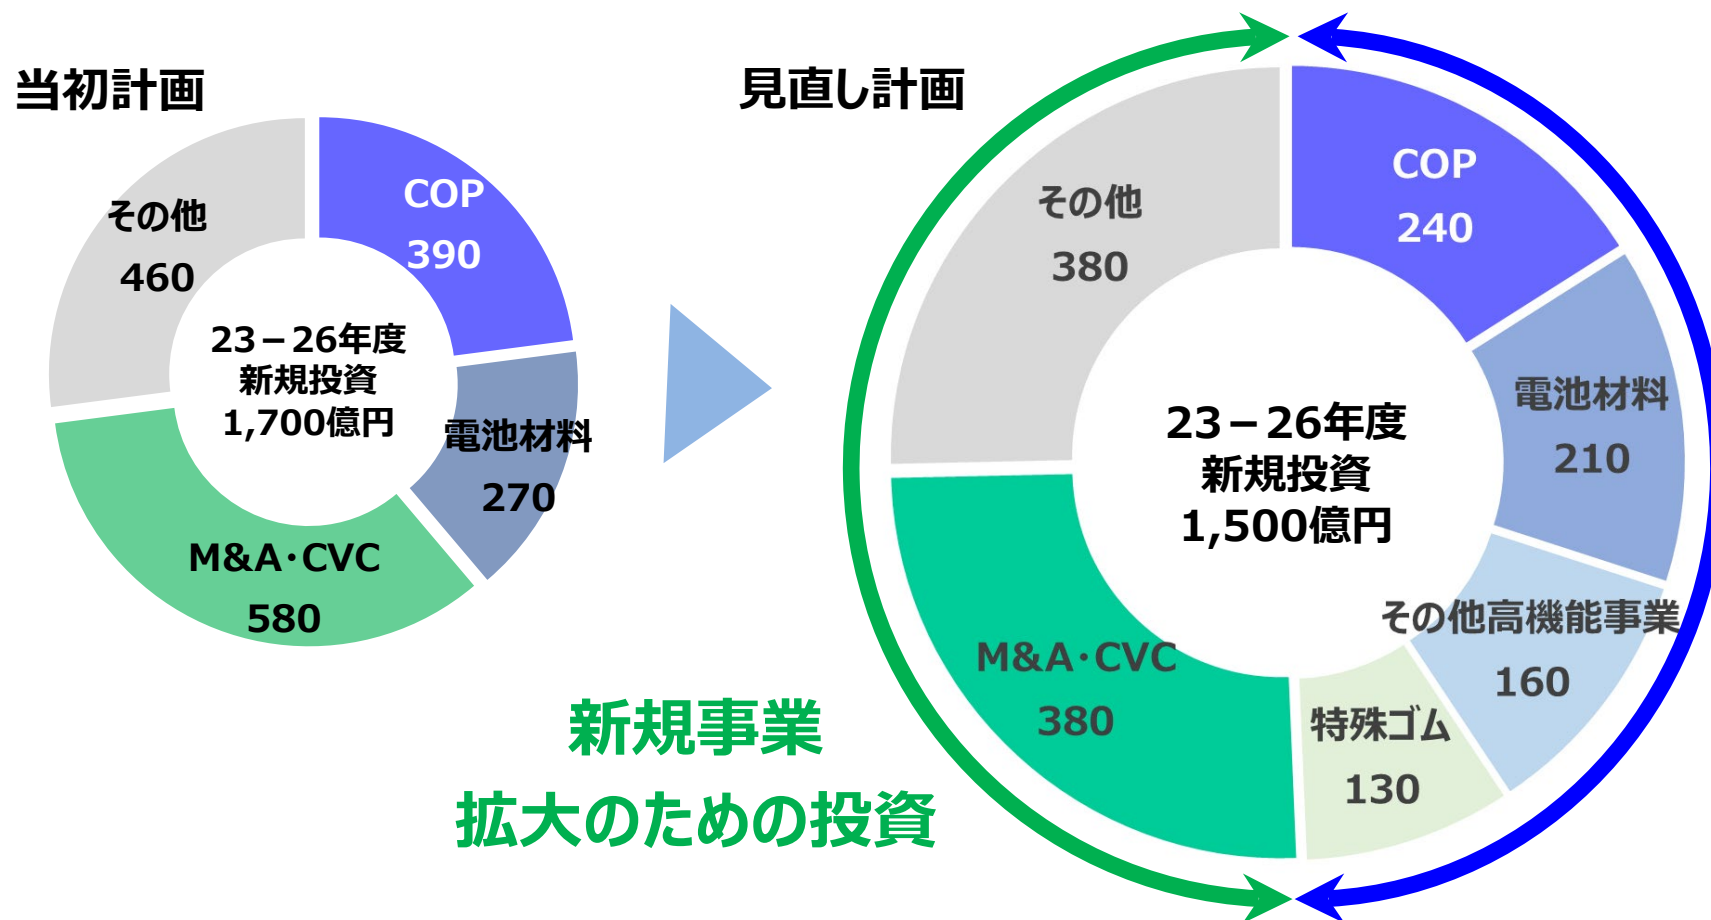 当初計画
COP
390
電池材料
270
M&A･CVC
580
その他
460
23－26年度
新規投資
1,700億円
見直し計画
COP
240
電池材料
210
その他高機能事業
160
特殊ゴム
130
M&A･CVC
380
その他
380
23－26年度
新規投資
1,500億円
新規事業
拡大のための投資